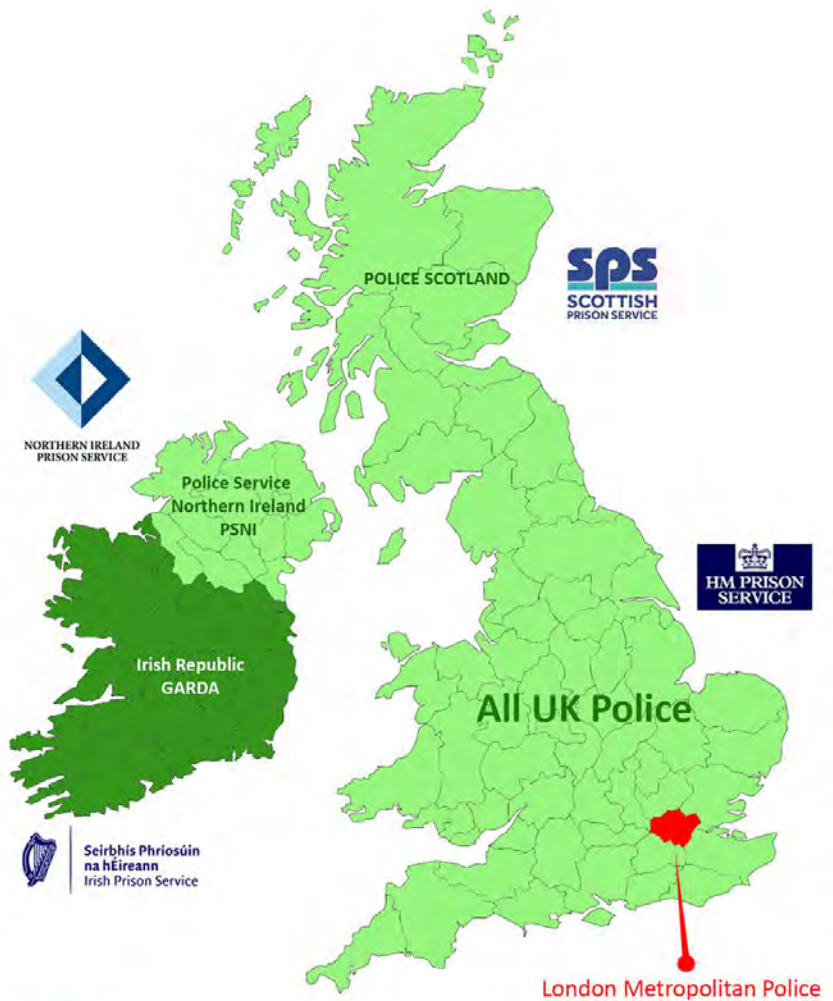 POLICE SCOTLAND
sps
SCOTTISH
PRISON SERVICE
NORTHERN IRELAND
PRISON SERVICE
Police Service
Northern Ireland
PSNI
HM PRISON
SERVICE
Irish Republic
GARDA
All UK Police
Seirbhís Phriosúin
na hÉireann
Irish Prison Service
London Metropolitan Police